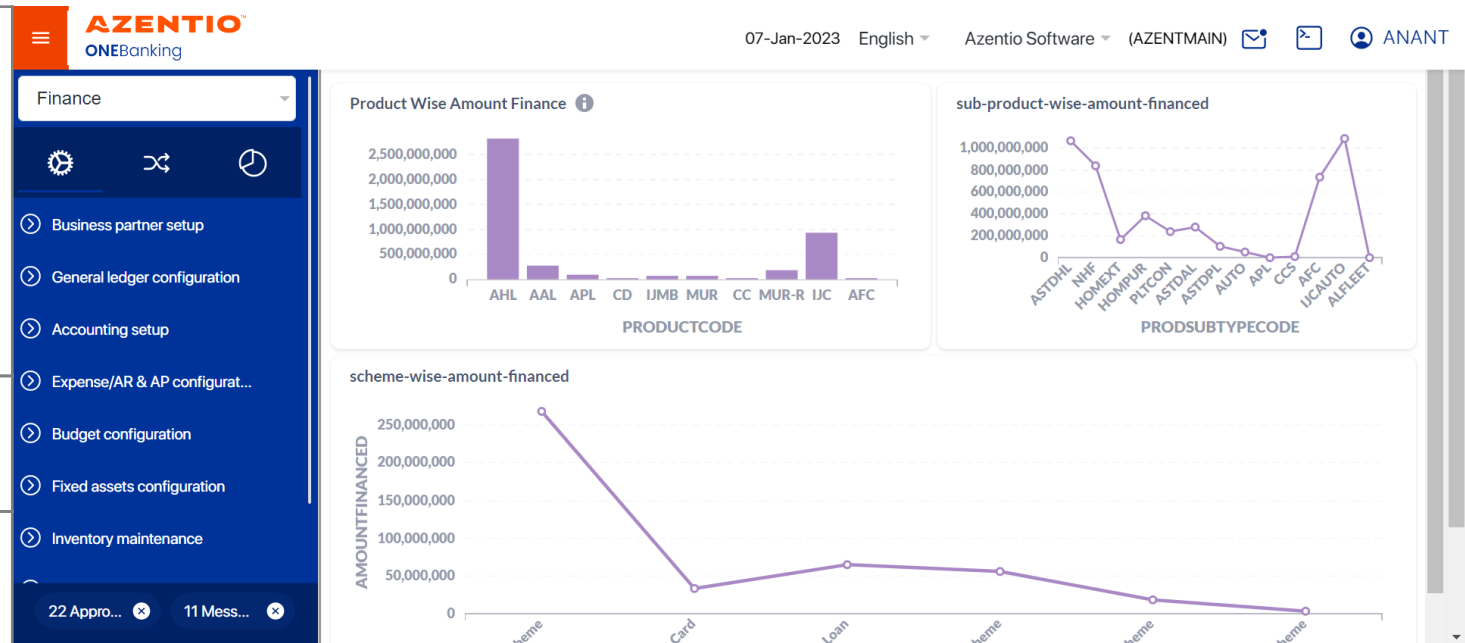 AZENTIO™
ONEBanking
07-Jan-2023 English Azentio Software (AZENTMAIN) ANANT
Finance
Business partner setup
General ledger configuration
Accounting setup
Expense/AR & AP configurat...
Budget configuration
Fixed assets configuration
Inventory maintenance
22 Appro...
11 Mess...
Product Wise Amount Finance
2,500,000,000
2,000,000,000
1,500,000,000
1,000,000,000
500,000,000
0
AHL AAL APL CD IJMB MUR CC MUR-R IJC AFC
PRODUCTCODE
sub-product-wise-amount-financed
1,000,000,000
800,000,000
600,000,000
400,000,000
200,000,000
0
ASTDHL NHF HOMEXT HOMPUR PLTCON ASTDAL ASTDPL AUTO APL CCS AFC IJCAUTO ALFLEET
PRODSUBTYPECODE
scheme-wise-amount-financed
AMOUNTFINANCED
250,000,000
200,000,000
150,000,000
100,000,000
50,000,000
0
Card Loan